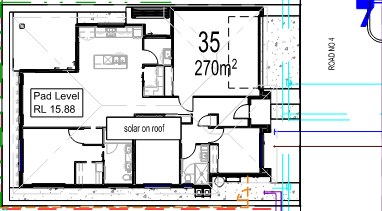 35
270m²
ROAD NO 4
Pad Level
RL 15.88
solar on roof